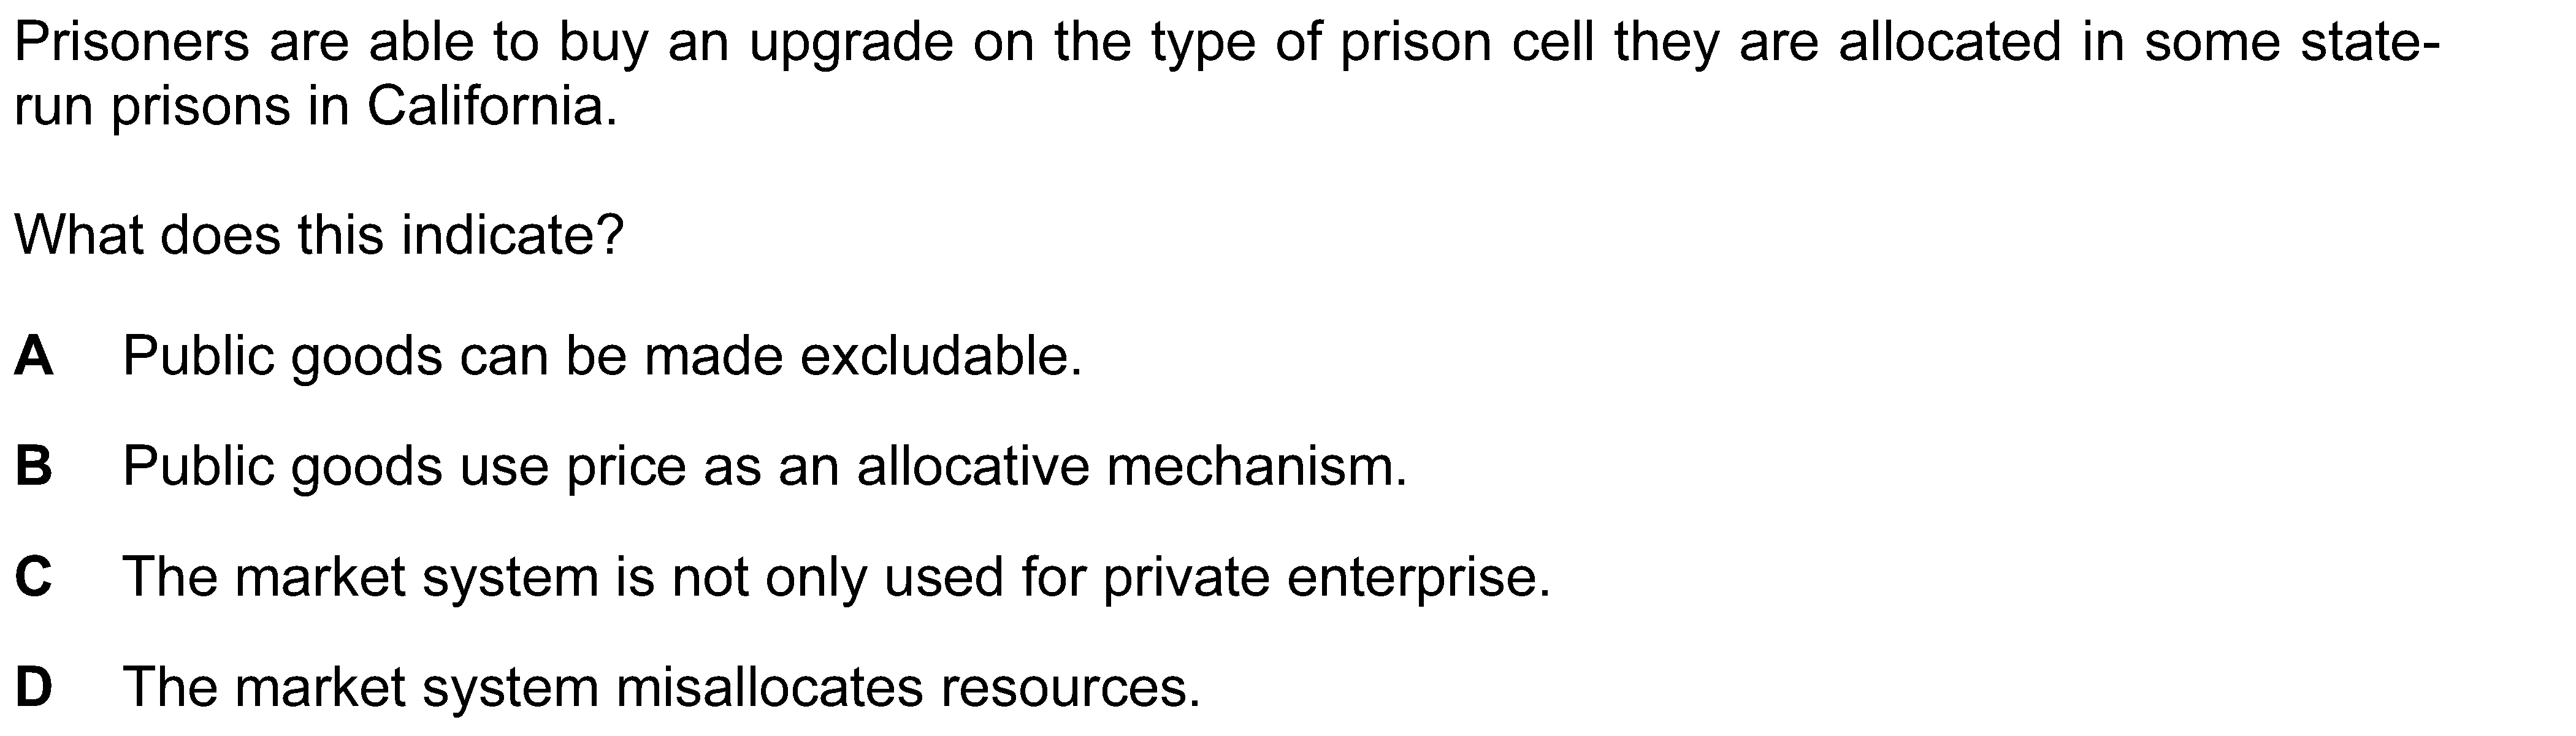 Prisoners are able to buy an upgrade on the type of prison cell they are allocated in some state-
run prisons in California.
What does this indicate?
A Public goods can be made excludable.
B Public goods use price as an allocative mechanism.
C The market system is not only used for private enterprise.
D The market system misallocates resources.